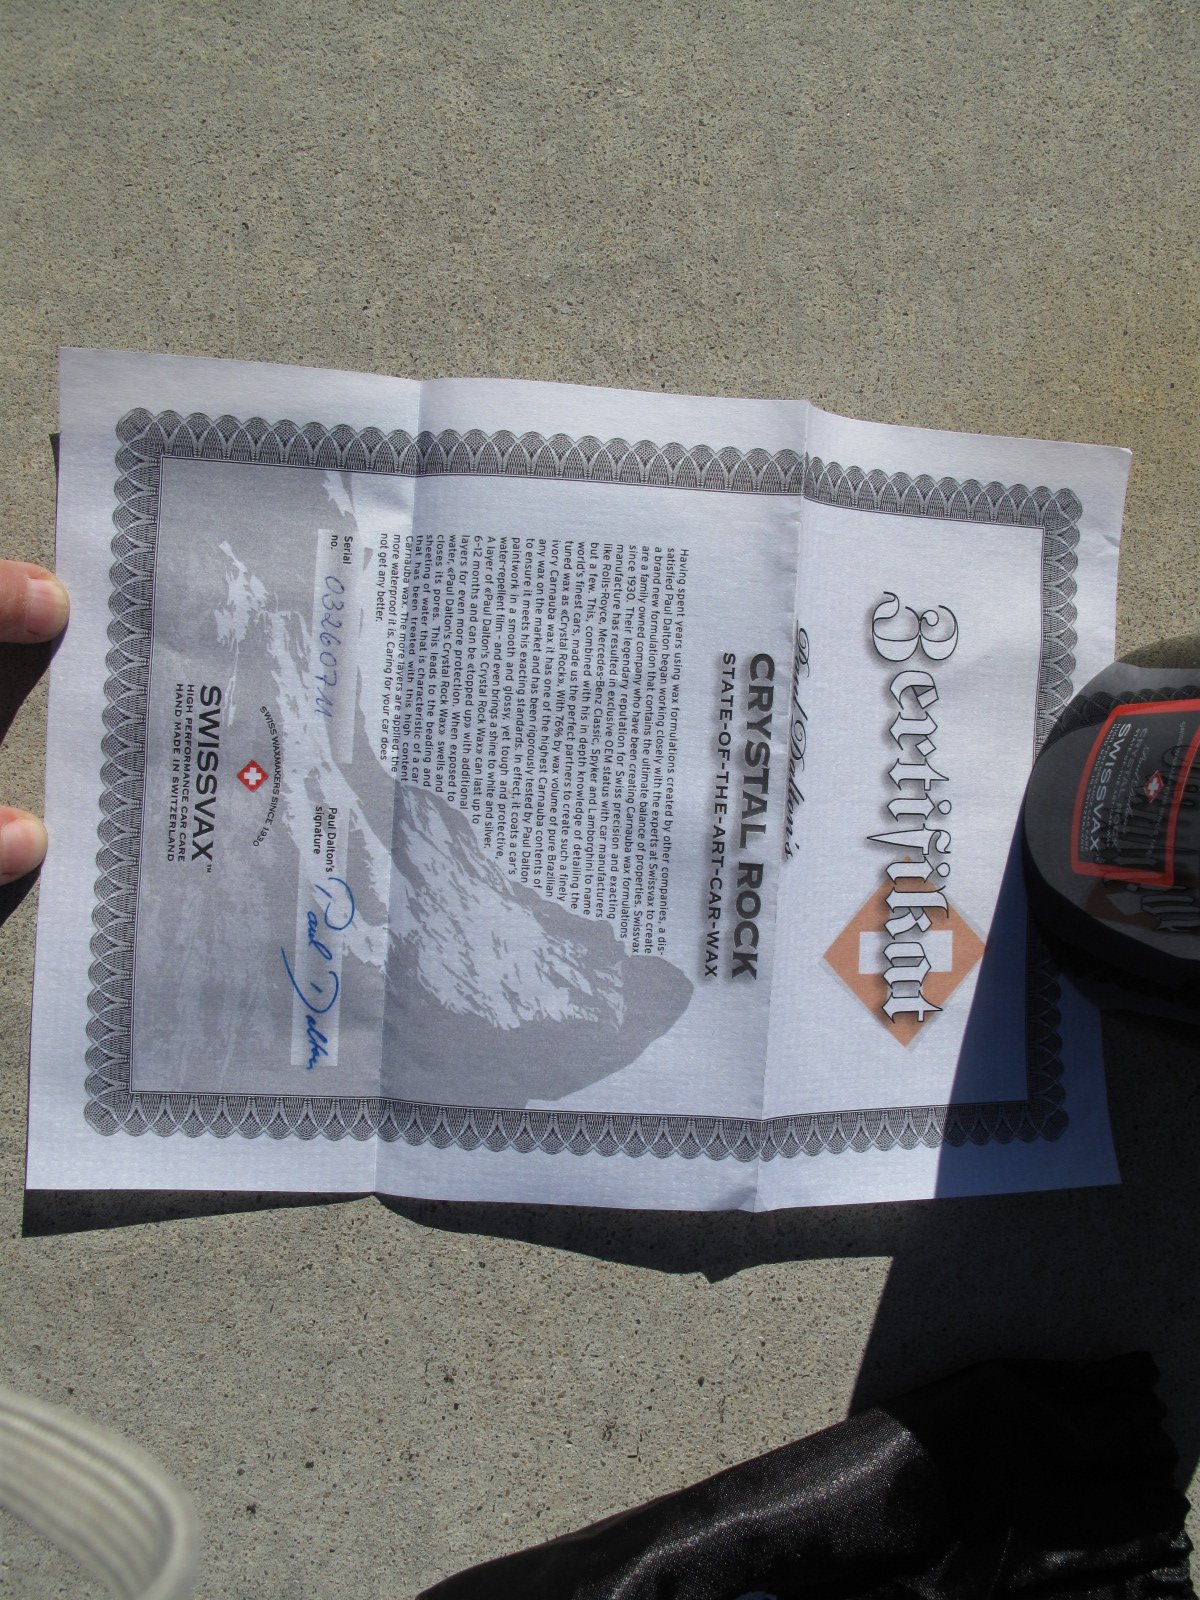 Zertifikat
Paul Dalton's
CRYSTAL ROCK
STATE-OF-THE-ART-CAR-WAX
Having spent years using wax formulations created by other companies, a dis-
satisfied Paul Dalton began working closely with the experts at Swissvax to create
a brand new formulation that contains the ultimate balance of properties. Swissvax
are a family owned company who have been creating Carnauba wax formulations
since 1930. Their legendary reputation for Swiss precision and exacting
manufacture has resulted in exclusive OEM status with car manufacturers
like Rolls-Royce, Mercedes-Benz Classic, Spyker and Lamborghini to name
but a few. This, combined with his in depth knowledge of detailing the
world's finest cars, made us the perfect partners to create such a finely
tuned wax as «Crystal Rock». With 76% by wax volume of pure Brazilian
ivory Carnauba wax it has one of the highest Carnauba contents of
any wax on the market and has been rigorously tested by Paul Dalton
to ensure it meets his exacting standards. In effect, it coats a car's
paintwork in a smooth and glossy, yet tough and protective,
water-repellent film - and even brings a shine to white and silver.
A layer of «Paul Dalton's Crystal Rock Wax» can last up to
6-12 months and can be «topped up» with additional
layers for even more protection. When exposed to
water, «Paul Dalton's Crystal Rock Wax» swells and
closes its pores. This leads to the beading and
sheeting of water that is characteristic of a car
that has been treated with this high content
Carnauba wax. The more layers are applied, the
more waterproof it is. Caring for your car does
not get any better.
Serial
no.
Paul Dalton's
signature
Paul Dalton
SWISS WAXMAKERS SINCE 1930
SWISSVAX™
HIGH PERFORMANCE CAR CARE
HAND MADE IN SWITZERLAND
SWISSVAX